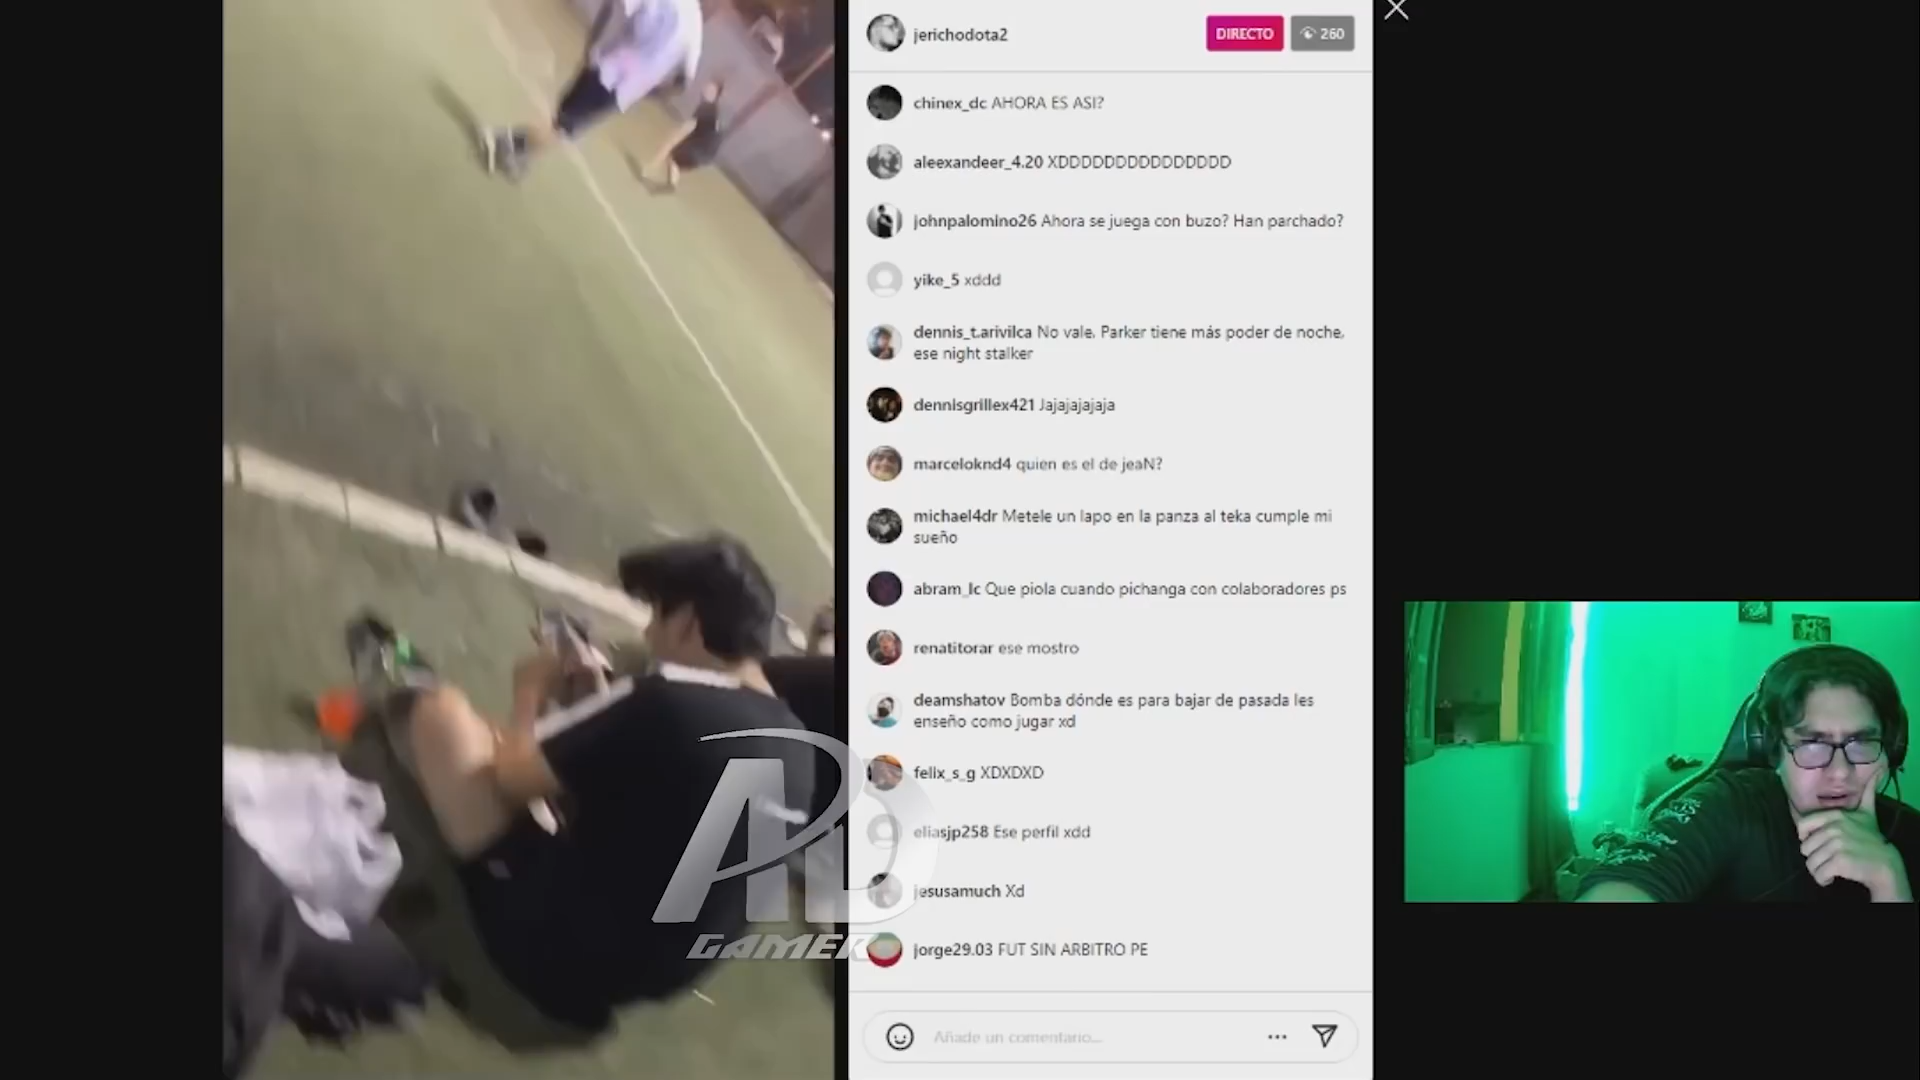 jerichodota2 DIRECTO 260
chinex_dc AHORA ES ASI?
aleexandeer_4.20 XDDDDDDDDDDDDDDD
johnpalomino26 Ahora se juega con buzo? Han parchado?
yike_5 xddd
dennis_t.arivilca No vale, Parker tiene más poder de noche,
ese night stalker
dennisgrillex421 Jajajajajaja
marceloknd4 quien es el de jeaN?
michael4dr Metele un lapo en la panza al teka cumple mi
sueño
abram_lc Que piola cuando pichanga con colaboradores ps
renatitorar ese mostro
deamshatov Bomba dónde es para bajar de pasada les
enseño como jugar xd
felix_s_g XDXDXD
eliasjp258 Ese perfil xdd
jesusamuch Xd
jorge29.03 FUT SIN ARBITRO PE
GAMER
Añade un comentario...